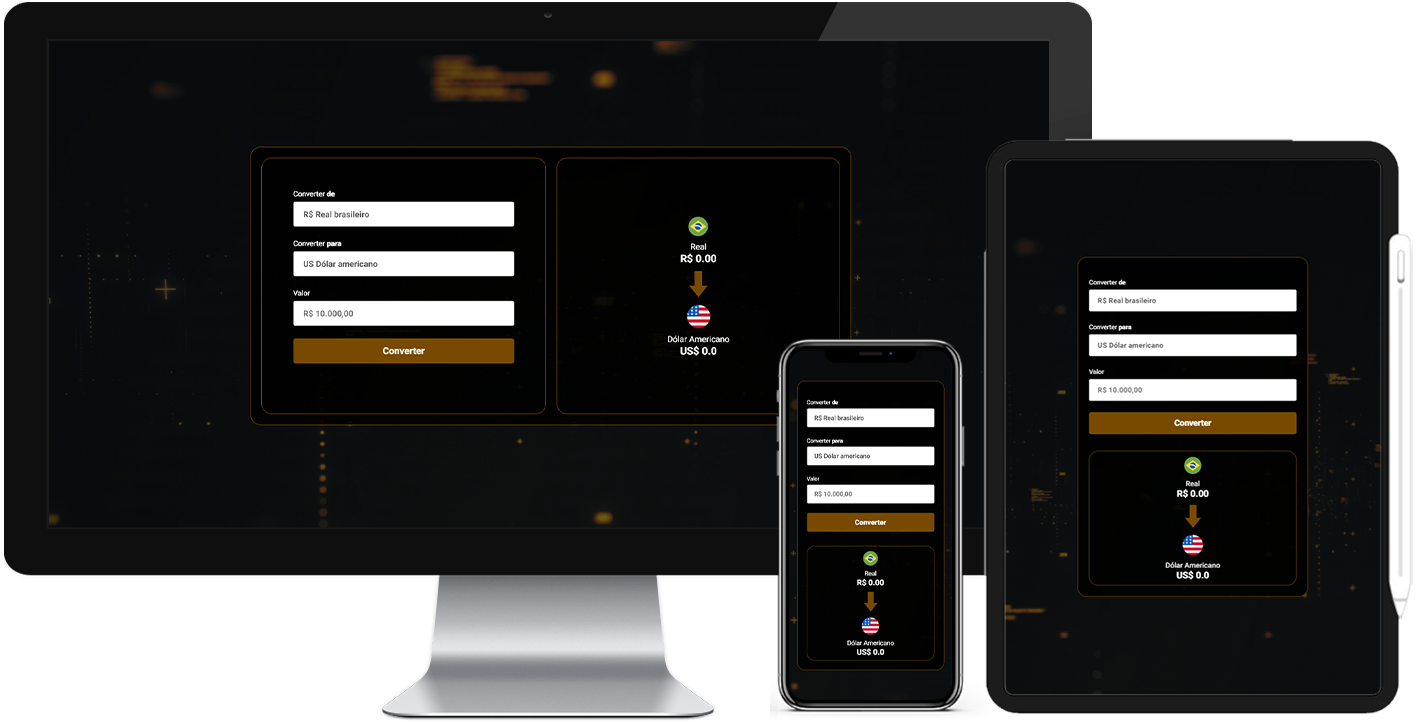 Converter de
R$ Real brasileiro
Converter para
US Dólar americano
Valor
R$ 10.000,00
Converter
Real
R$ 0.00
Dólar Americano
US$ 0.0
Converter de
R$ Real brasileiro
Converter para
US Dólar americano
Valor
R$ 10.000,00
Converter
Real
R$ 0.00
Dólar Americano
US$ 0.0
Converter de
R$ Real brasileiro
Converter para
US Dólar americano
Valor
R$ 10.000,00
Converter
Real
R$ 0.00
Dólar Americano
US$ 0.0